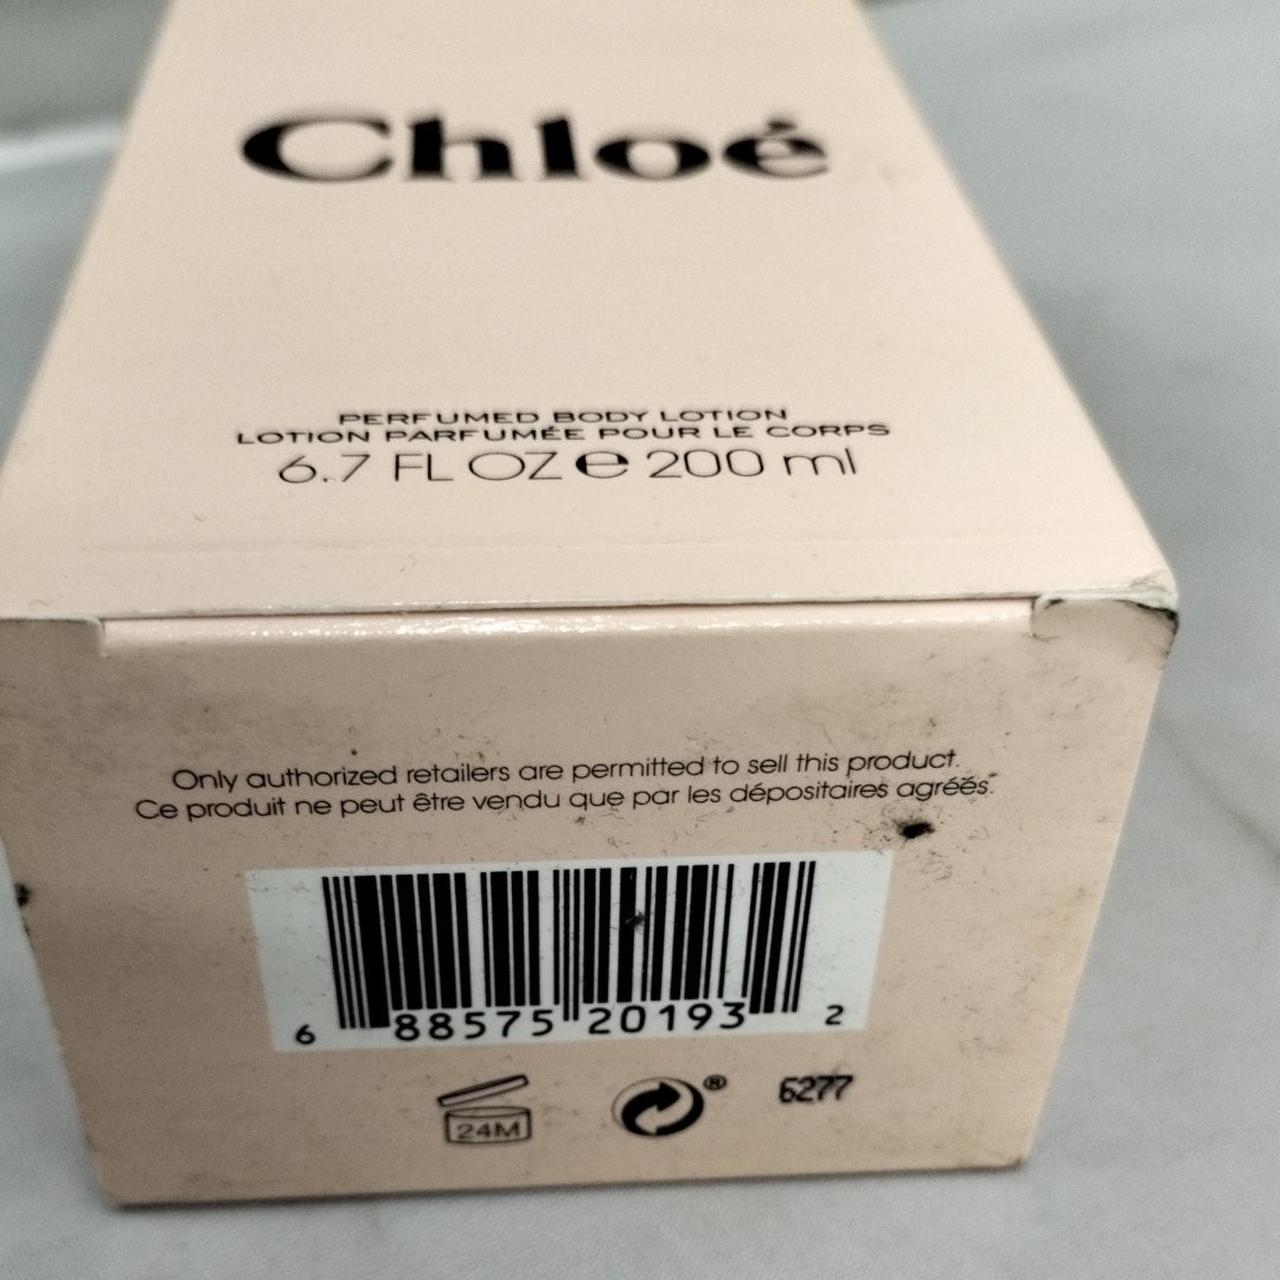 Chloé
PERFUMED BODY LOTION
LOTION PARFUMÉE POUR LE CORPS
6.7 FL OZ e 200 ml
Only authorized retailers are permitted to sell this product.
Ce produit ne peut être vendu que par les dépositaires agréés.
6 88575 20193 2
24M ® 6277